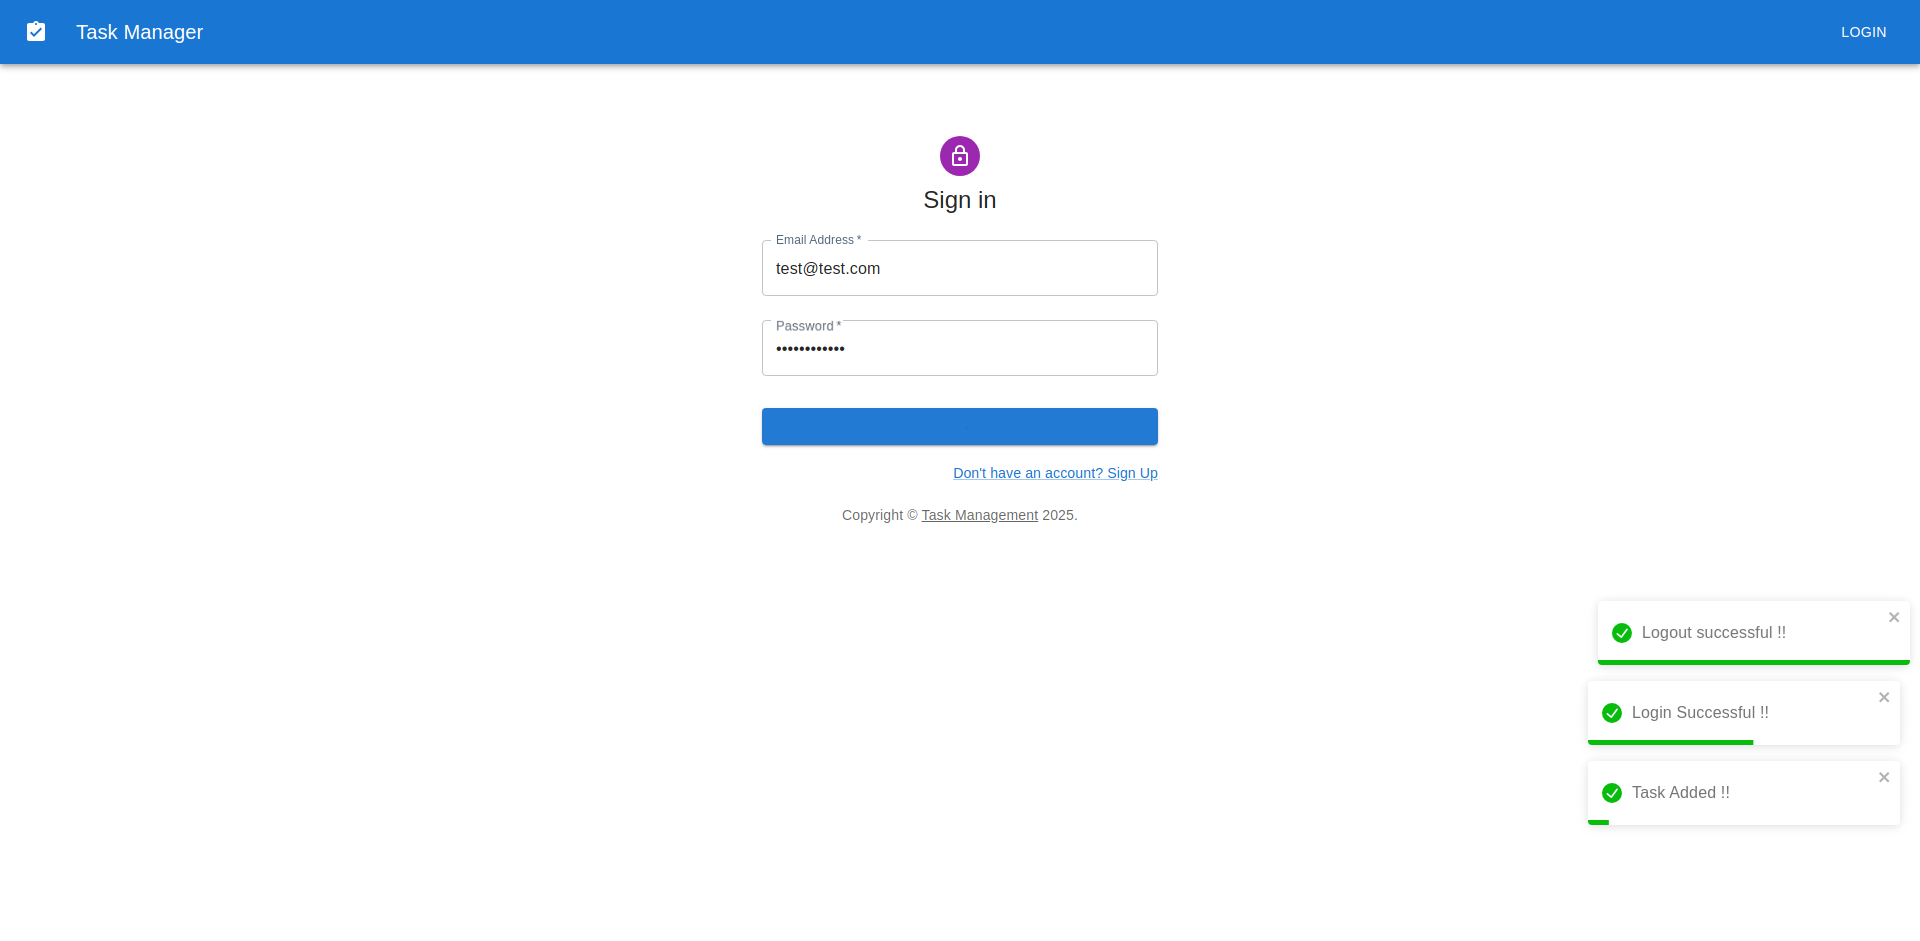 Task Manager
LOGIN
Sign in
Email Address *
test@test.com
Password *
••••••••••••
Don't have an account? Sign Up
Copyright © Task Management 2025.
Logout successful !!
Login Successful !!
Task Added !!